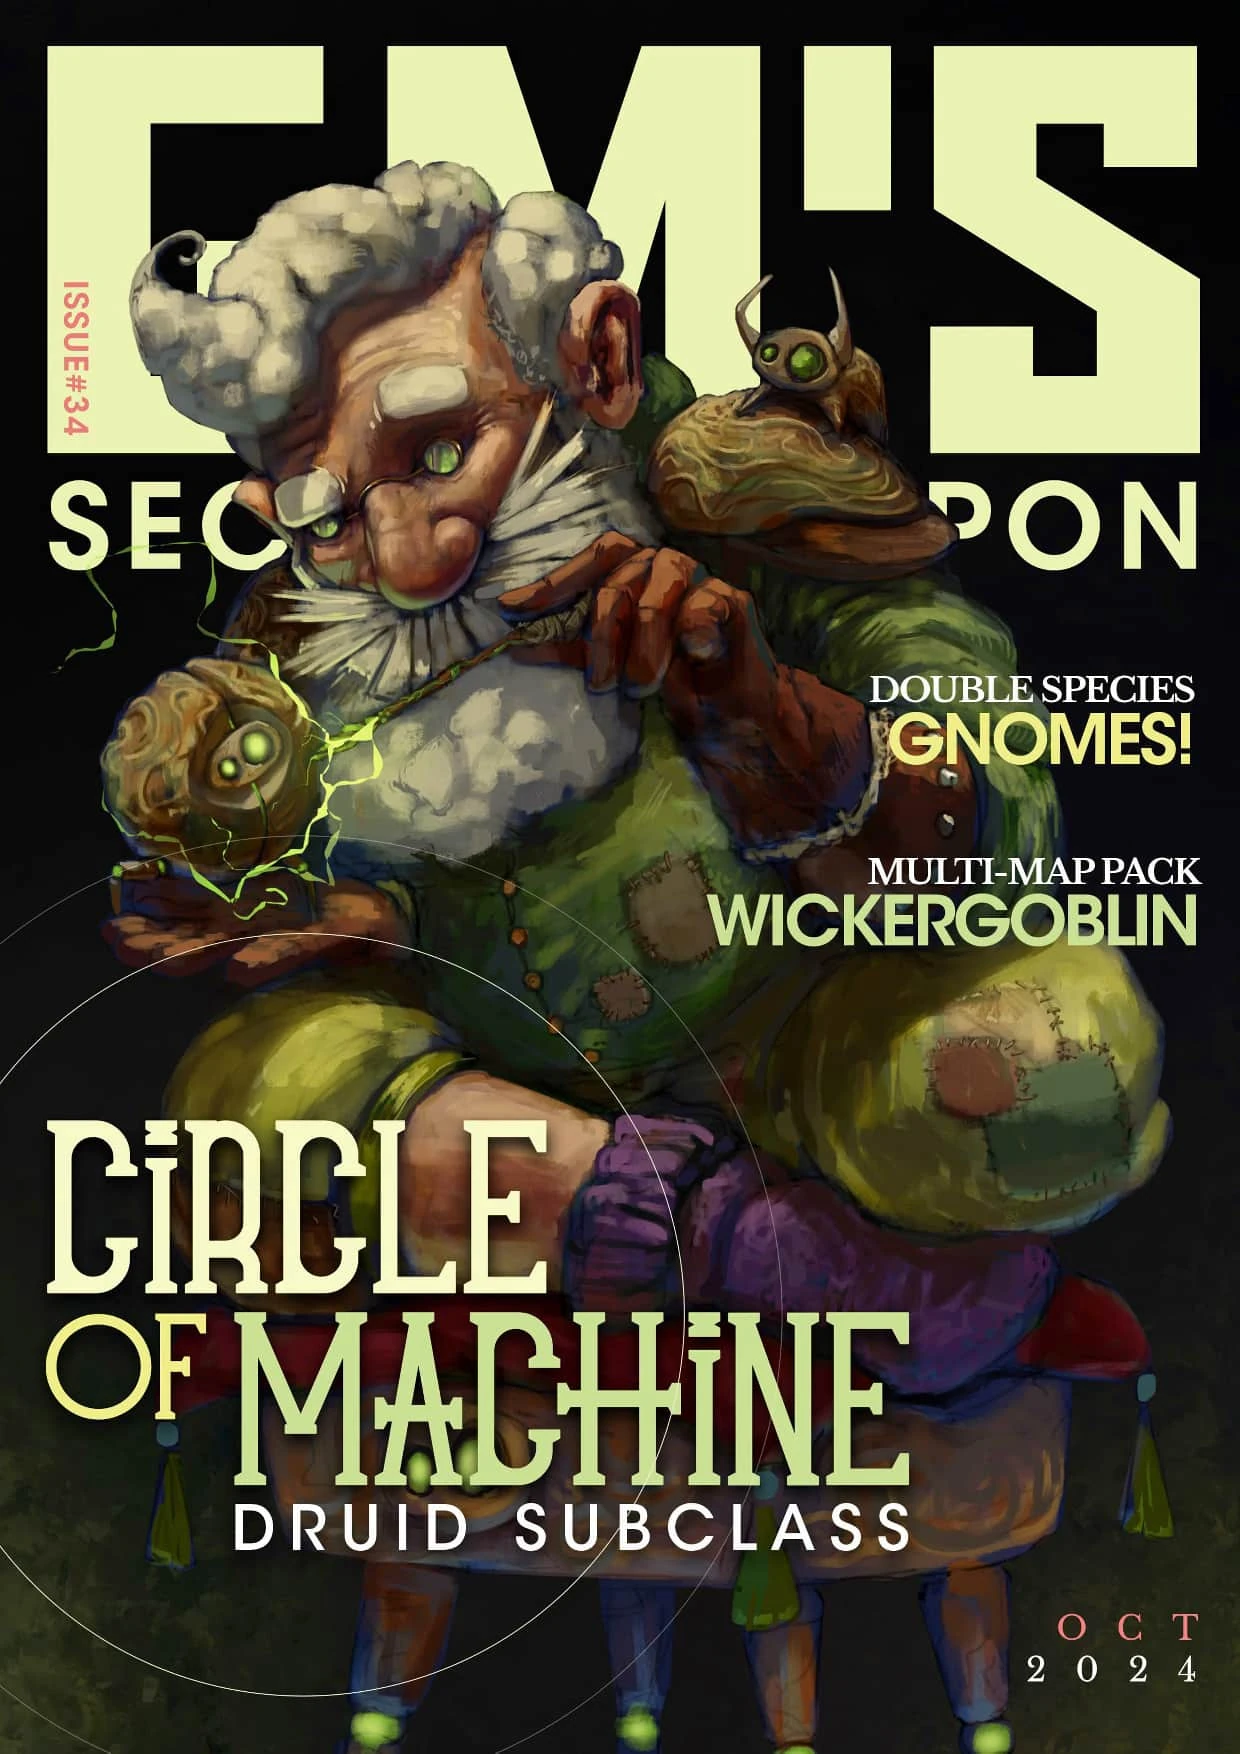 GM'S
ISSUE#34
SEC PON
DOUBLE SPECIES
GNOMES!
MULTI-MAP PACK
WICKERGOBLIN
CIRCLE
OF MACHINE
DRUID SUBCLASS
OCT
2024